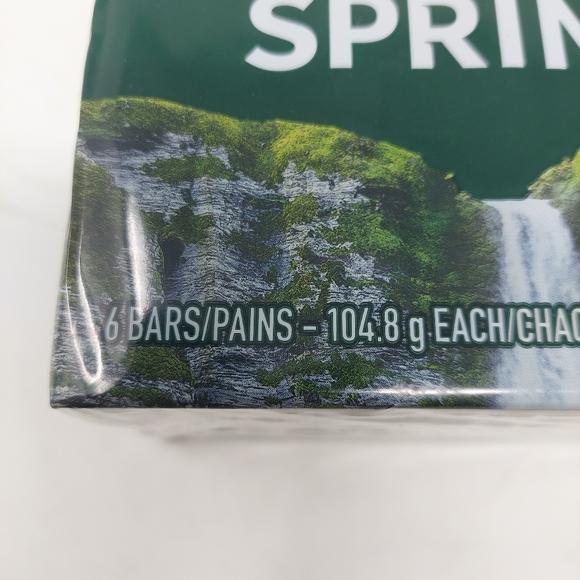 SPRIN
6 BARS/PAINS – 104.8 g EACH/CHAC